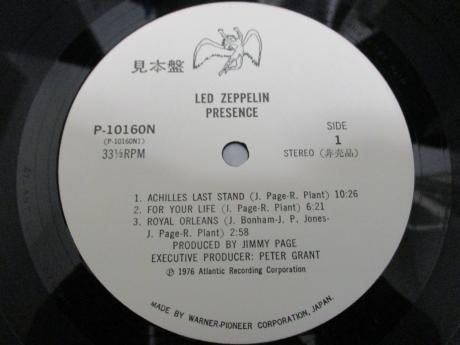 見本盤
LED ZEPPELIN
PRESENCE
P-10160N
(P-10160N1)
33⅓RPM
SIDE
1
STEREO (非売品)
1. ACHILLES LAST STAND (J. Page-R. Plant) 10:26
2. FOR YOUR LIFE (J. Page-R. Plant) 6:21
3. ROYAL ORLEANS (J. Bonham-J. P. Jones-
J. Page-R. Plant) 2:58
PRODUCED BY JIMMY PAGE
EXECUTIVE PRODUCER: PETER GRANT
℗ 1976 Atlantic Recording Corporation
MADE BY WARNER-PIONEER CORPORATION, JAPAN.